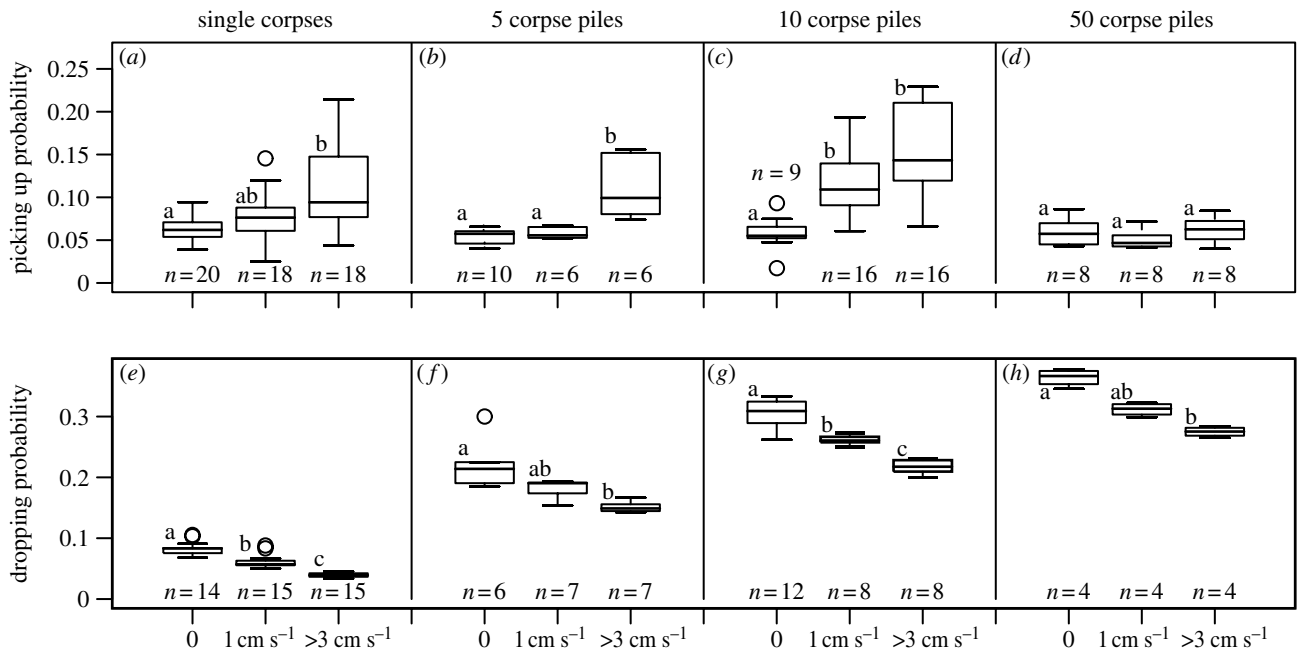 single corpses 5 corpse piles 10 corpse piles 50 corpse piles
picking up probability
(a) (b) (c) (d)
0.25
0.20
0.15
0.10
0.05
0
a ab b
n = 20 n = 18 n = 18
a a b
n = 10 n = 6 n = 6
n = 9
a b b
n = 16 n = 16
a a a
n = 8 n = 8 n = 8
dropping probability
(e) (f) (g) (h)
0.3
0.2
0.1
0
a b c
n = 14 n = 15 n = 15
a ab b
n = 6 n = 7 n = 7
a b c
n = 12 n = 8 n = 8
a ab b
n = 4 n = 4 n = 4
0 1 cm s⁻¹ >3 cm s⁻¹ 0 1 cm s⁻¹ >3 cm s⁻¹ 0 1 cm s⁻¹ >3 cm s⁻¹ 0 1 cm s⁻¹ >3 cm s⁻¹